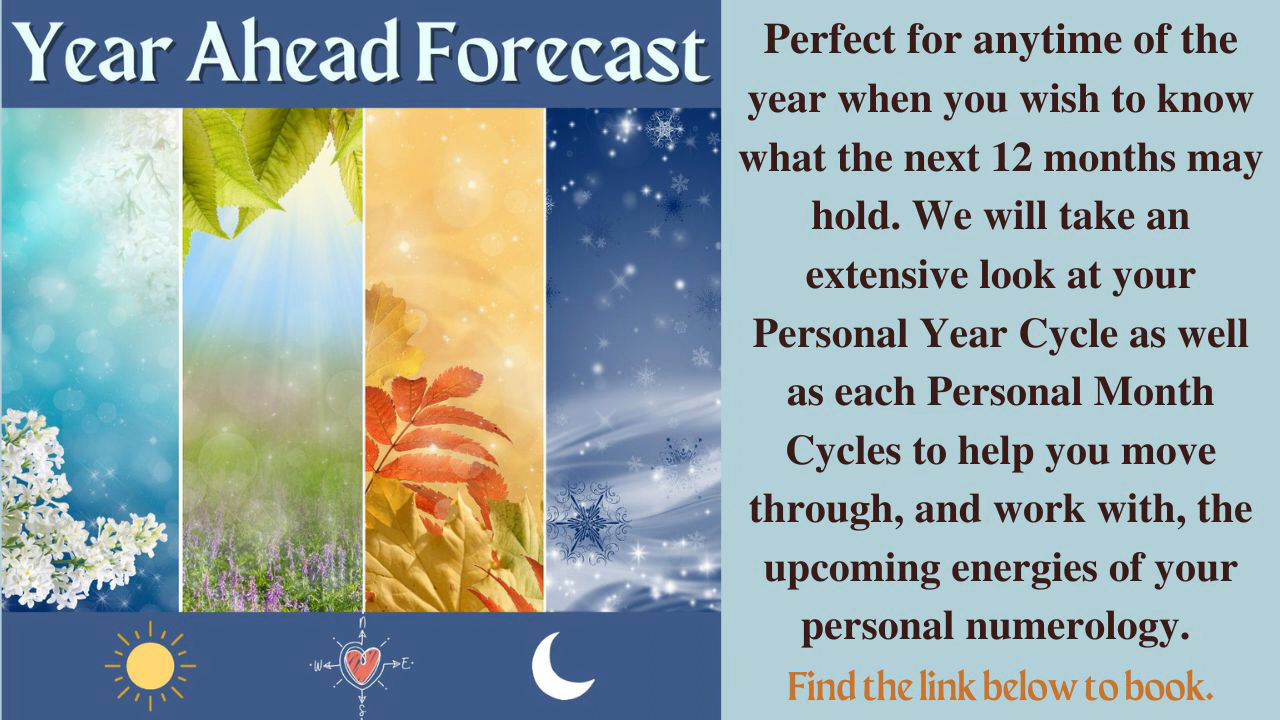 Year Ahead Forecast
Perfect for anytime of the
year when you wish to know
what the next 12 months may
hold. We will take an
extensive look at your
Personal Year Cycle as well
as each Personal Month
Cycles to help you move
through, and work with, the
upcoming energies of your
personal numerology.
Find the link below to book.
n
W E
S